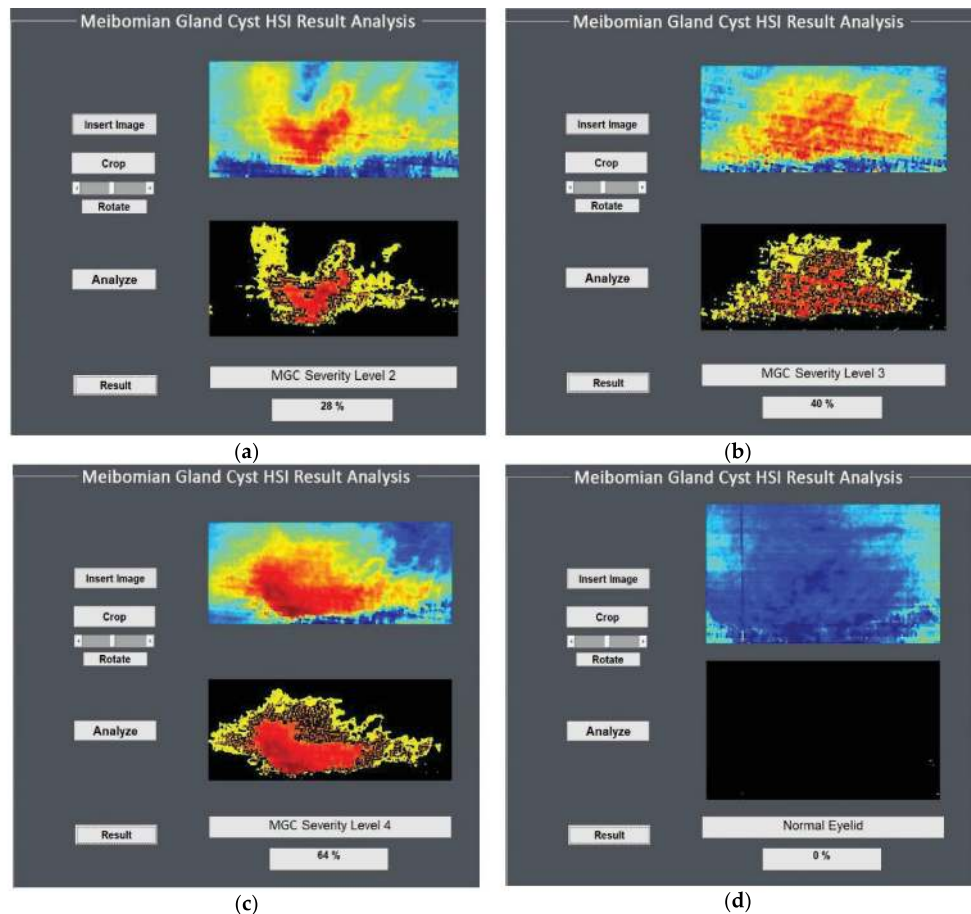 Meibomian Gland Cyst HSI Result Analysis
Insert Image
Crop
Rotate
Analyze
Result
MGC Severity Level 2
28 %
(a)
Meibomian Gland Cyst HSI Result Analysis
Insert Image
Crop
Rotate
Analyze
Result
MGC Severity Level 3
40 %
(b)
Meibomian Gland Cyst HSI Result Analysis
Insert Image
Crop
Rotate
Analyze
Result
MGC Severity Level 4
64 %
(c)
Meibomian Gland Cyst HSI Result Analysis
Insert Image
Crop
Rotate
Analyze
Result
Normal Eyelid
0 %
(d)